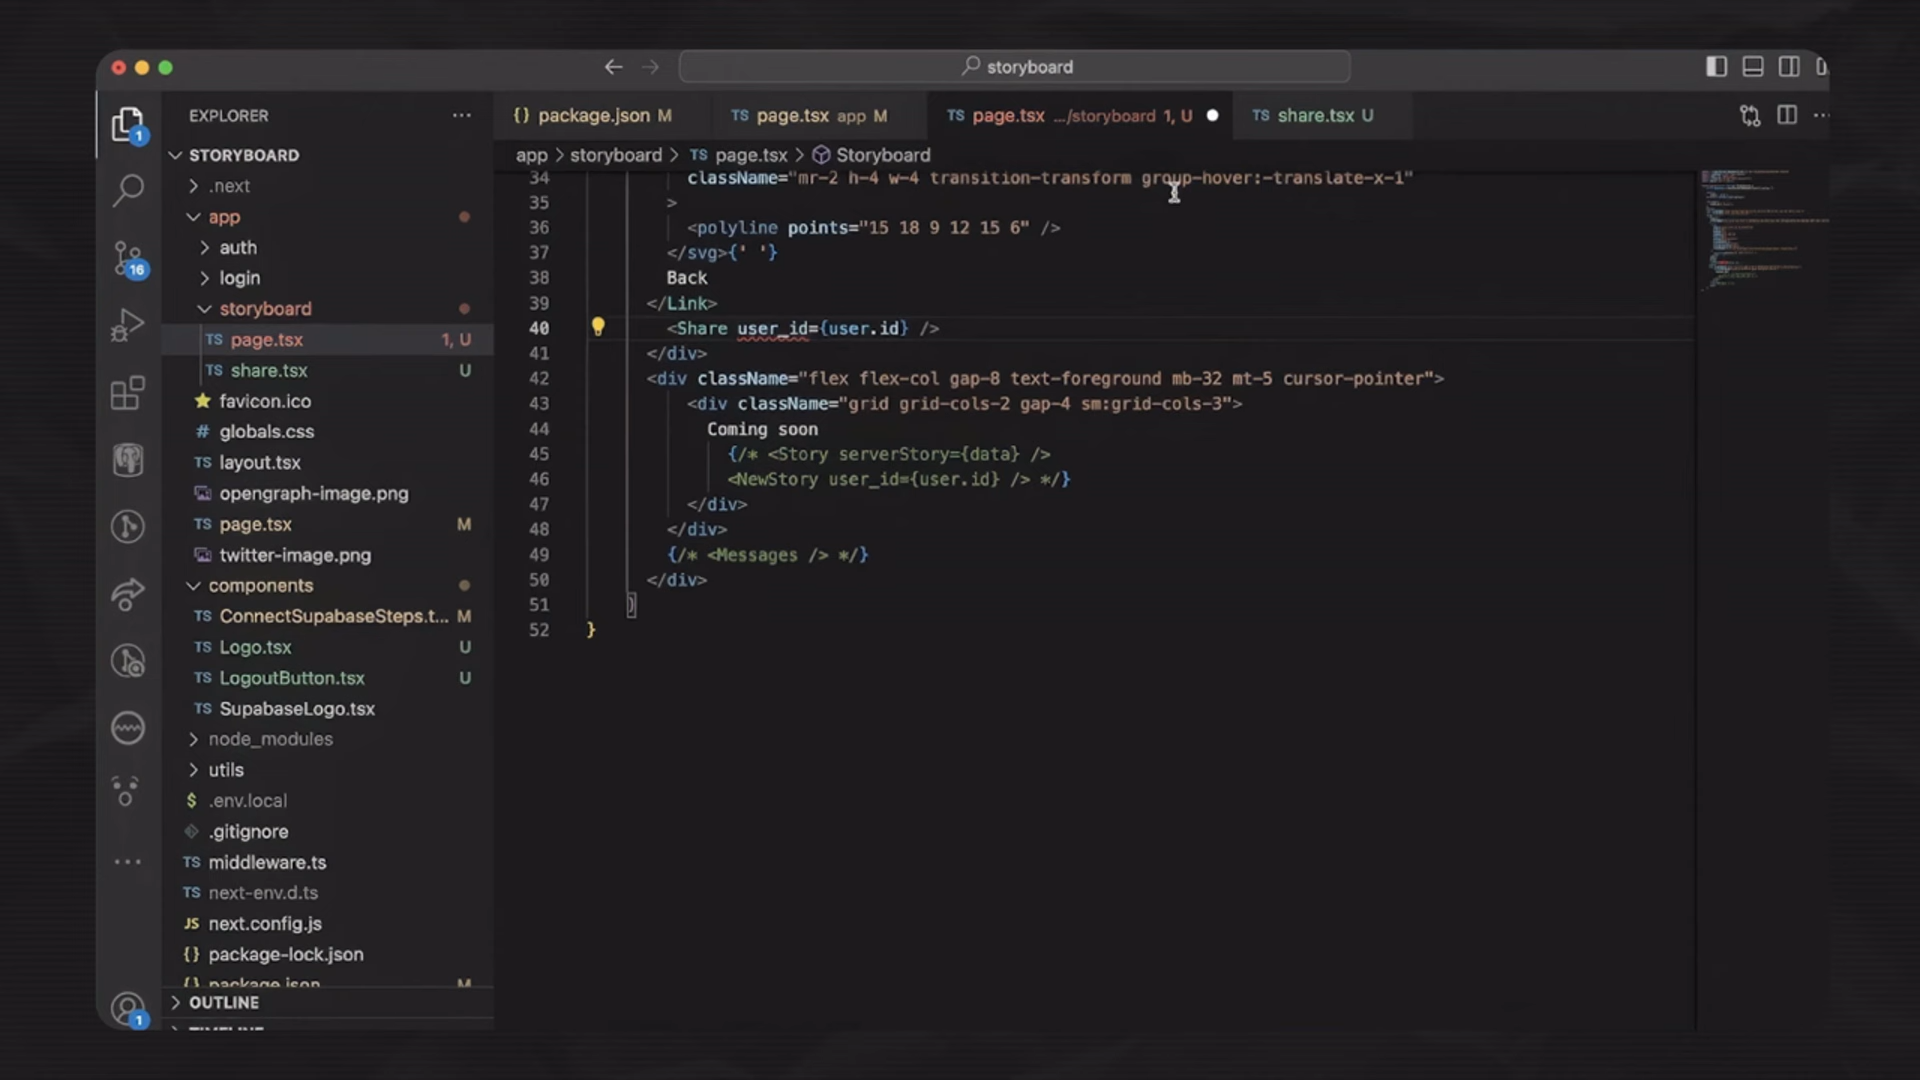 storyboard
EXPLORER
package.json M
TS page.tsx app M
TS page.tsx .../storyboard 1, U
TS share.tsx U
app > storyboard > TS page.tsx > Storyboard
1
16
1
STORYBOARD
.next
app
auth
login
storyboard
TS page.tsx 1, U
TS share.tsx U
favicon.ico
# globals.css
TS layout.tsx
opengraph-image.png
TS page.tsx M
twitter-image.png
components
TS ConnectSupabaseSteps.t... M
TS Logo.tsx U
TS LogoutButton.tsx U
TS SupabaseLogo.tsx
node_modules
utils
$ .env.local
.gitignore
TS middleware.ts
TS next-env.d.ts
JS next.config.js
{} package-lock.json
{} package.json M
OUTLINE
TIMELINE
34 className="mr-2 h-4 w-4 transition-transform group-hover:-translate-x-1"
35 >
36 <polyline points="15 18 9 12 15 6" />
37 </svg>{' '}
38 Back
39 </Link>
40 <Share user_id={user.id} />
41 </div>
42 <div className="flex flex-col gap-8 text-foreground mb-32 mt-5 cursor-pointer">
43 <div className="grid grid-cols-2 gap-4 sm:grid-cols-3">
44 Coming soon
45 {/* <Story serverStory={data} />
46 <NewStory user_id={user.id} /> */}
47 </div>
48 </div>
49 {/* <Messages /> */}
50 </div>
51 )
52 }